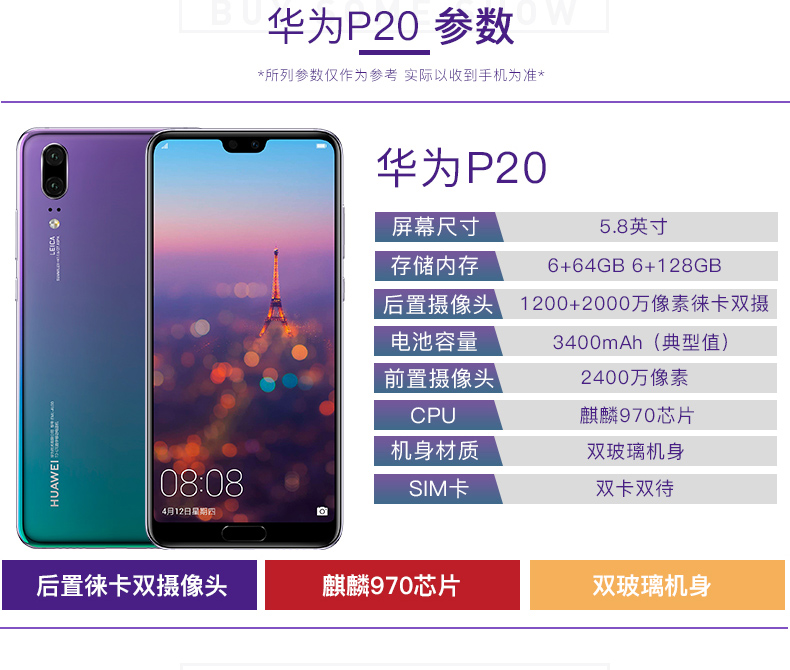 BUY COME FROW
华为P20 参数
*所列参数仅作为参考 实际以收到手机为准*
华为P20
屏幕尺寸 5.8英寸
存储内存 6+64GB 6+128GB
后置摄像头 1200+2000万像素徕卡双摄
电池容量 3400mAh（典型值）
前置摄像头 2400万像素
CPU 麒麟970芯片
机身材质 双玻璃机身
SIM卡 双卡双待
LEICA
HUAWEI
08:08
4月12日星期四
后置徕卡双摄像头
麒麟970芯片
双玻璃机身